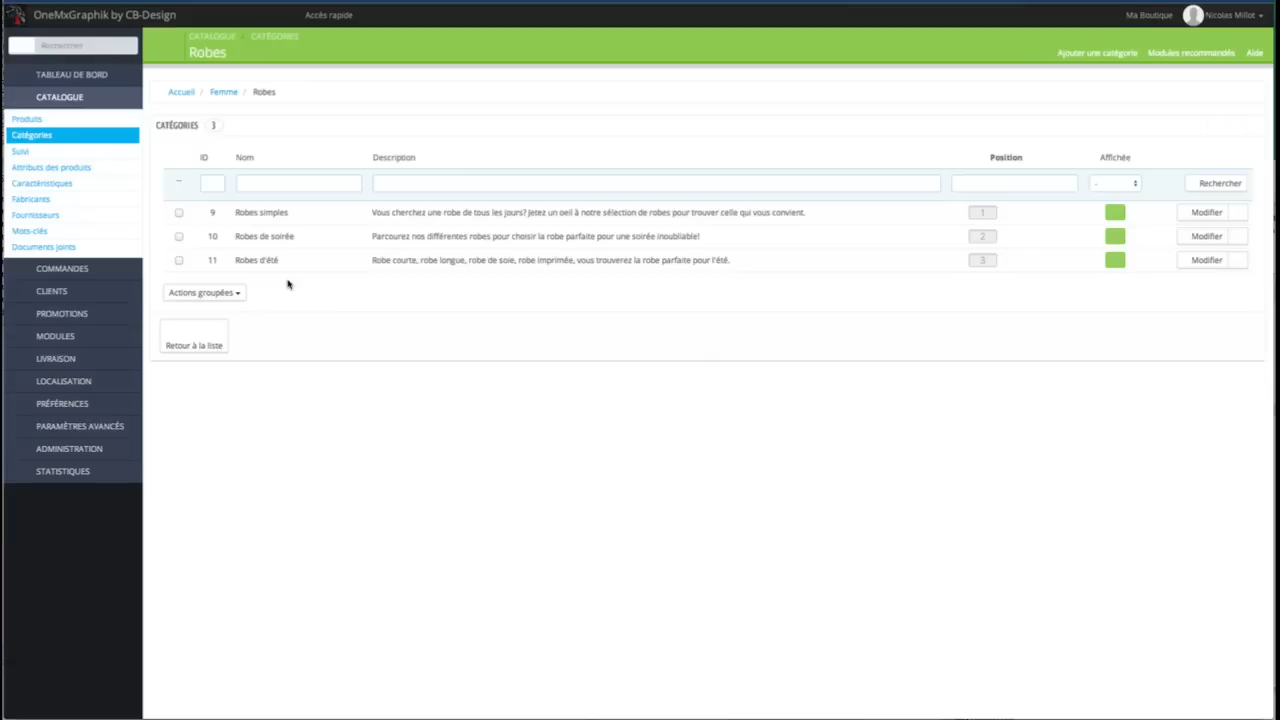 OneMxGraphik by CB-Design Accès rapide Ma Boutique Nicolas Millot
Rechercher
CATALOGUE / CATÉGORIES
Robes
Ajouter une catégorie Modules recommandés Aide
TABLEAU DE BORD
CATALOGUE
Produits
Catégories
Suivi
Attributs des produits
Caractéristiques
Fabricants
Fournisseurs
Mots-clés
Documents joints
COMMANDES
CLIENTS
PROMOTIONS
MODULES
LIVRAISON
LOCALISATION
PRÉFÉRENCES
PARAMÈTRES AVANCÉS
ADMINISTRATION
STATISTIQUES
Accueil / Femme / Robes
CATÉGORIES 3
ID Nom Description Position Affichée
-- - Rechercher
9 Robes simples Vous cherchez une robe de tous les jours? Jetez un oeil à notre sélection de robes pour trouver celle qui vous convient. 1 Modifier
10 Robes de soirée Parcourez nos différentes robes pour choisir la robe parfaite pour une soirée inoubliable! 2 Modifier
11 Robes d'été Robe courte, robe longue, robe de soie, robe imprimée, vous trouverez la robe parfaite pour l'été. 3 Modifier
Actions groupées
Retour à la liste